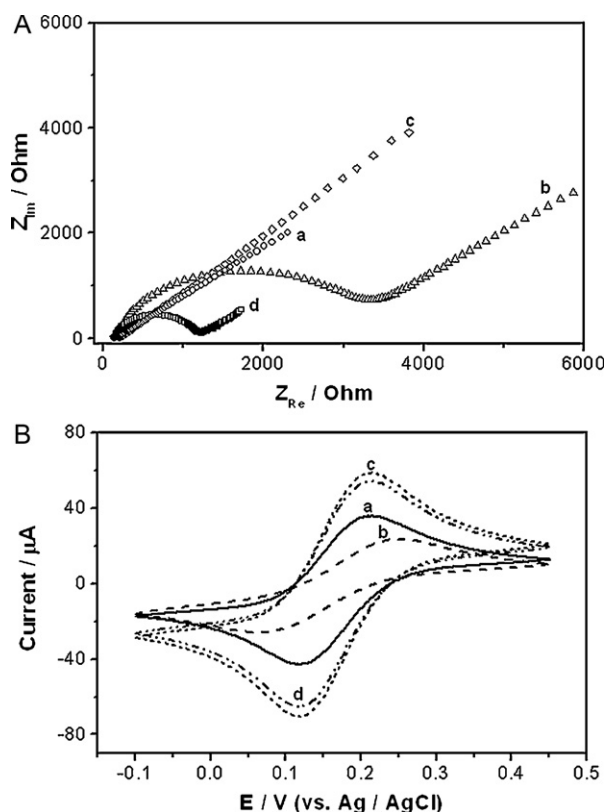 A
6000
4000
2000
0
Z_Im / Ohm
c
b
a
d
0
2000
4000
6000
Z_Re / Ohm
B
80
40
0
-40
-80
Current / µA
c
a
b
d
-0.1
0.0
0.1
0.2
0.3
0.4
0.5
E / V (vs. Ag / AgCl)